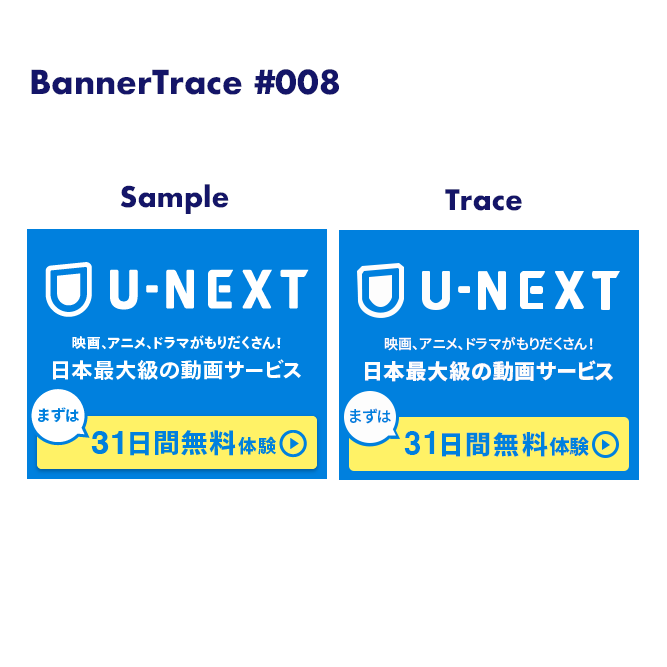 BannerTrace #008
Sample
U-NEXT
映画、アニメ、ドラマがもりだくさん!
日本最大級の動画サービス
まずは
31日間無料体験
Trace
U-NEXT
映画、アニメ、ドラマがもりだくさん!
日本最大級の動画サービス
まずは
31日間無料体験